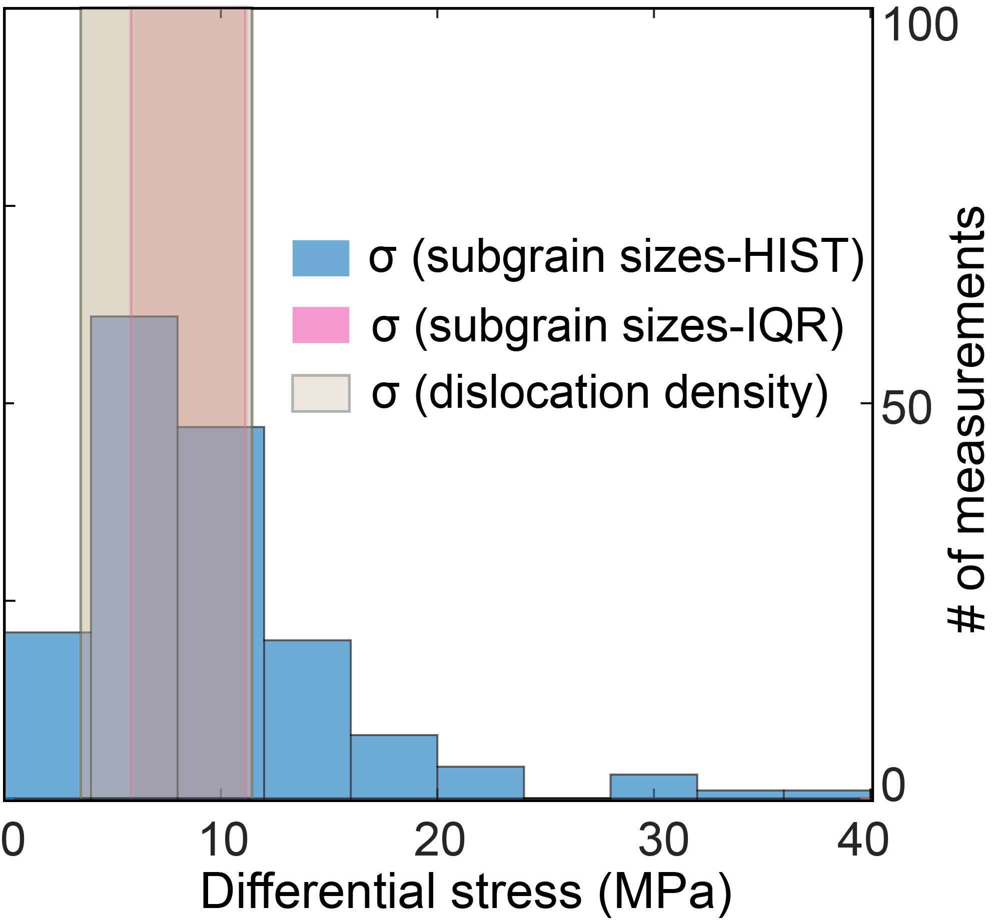 100
σ (subgrain sizes-HIST)
σ (subgrain sizes-IQR)
σ (dislocation density)
50
# of measurements
0
0 10 20 30 40
Differential stress (MPa)